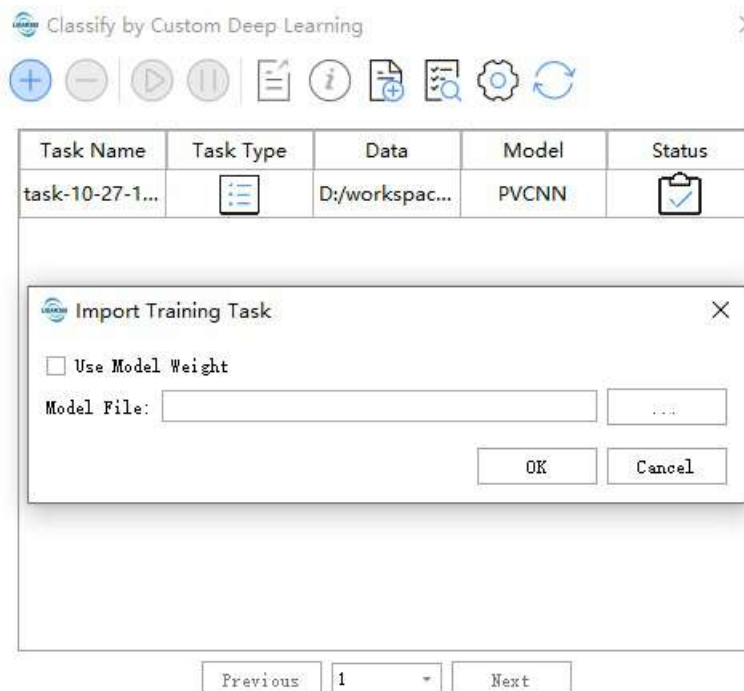 Classify by Custom Deep Learning
Task Name Task Type Data Model Status
task-10-27-1... D:/workspac... PVCNN
Import Training Task
Use Model Weight
Model File: ...
OK Cancel
Previous 1 Next